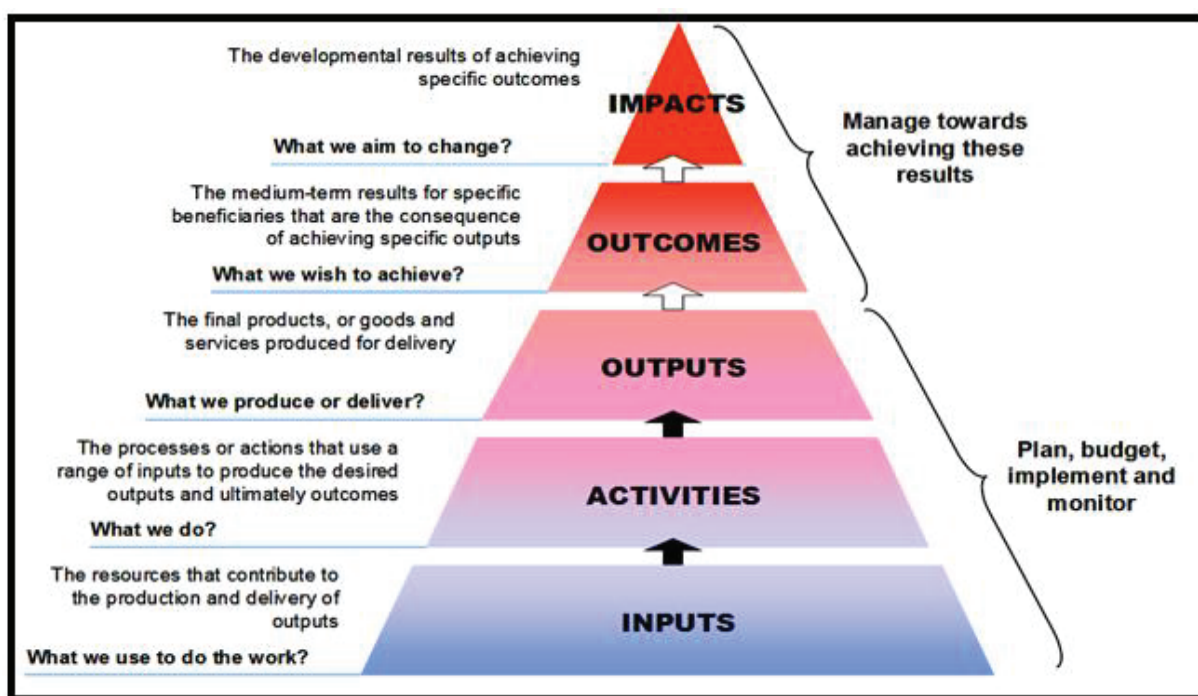 The developmental results of achieving
specific outcomes
IMPACTS
What we aim to change?
Manage towards
achieving these
results
The medium-term results for specific
beneficiaries that are the consequence
of achieving specific outputs
OUTCOMES
What we wish to achieve?
The final products, or goods and
services produced for delivery
OUTPUTS
What we produce or deliver?
The processes or actions that use a
range of inputs to produce the desired
outputs and ultimately outcomes
ACTIVITIES
What we do?
Plan, budget,
implement and
monitor
The resources that contribute to
the production and delivery of
outputs
INPUTS
What we use to do the work?